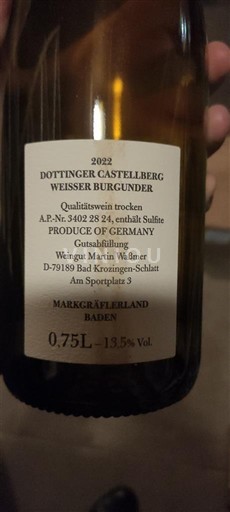 2022
DOTTINGER CASTELLBERG
WEISSER BURGUNDER
Qualitätswein trocken
A.P.-Nr. 3402 28 24, enthält Sulfite
PRODUCE OF GERMANY
Gutsabfüllung
Weingut Martin Waßmer
D-79189 Bad Krozingen-Schlatt
Am Sportplatz 3
MARKGRÄFLERLAND
BADEN
0,75L – 13,5% Vol.